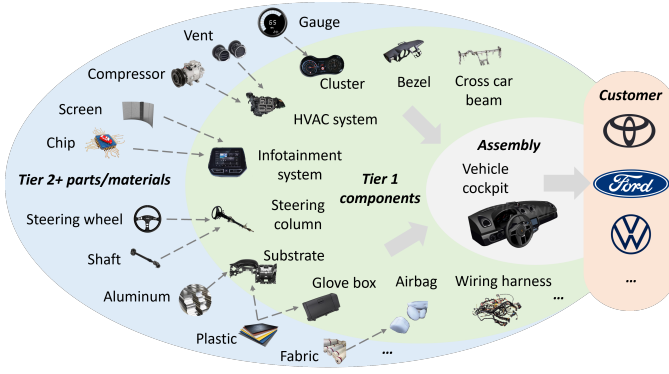 Gauge
Vent
Compressor
Cluster
Bezel
Cross car
beam
Customer
Screen
HVAC system
Chip
Assembly
Infotainment
system
Vehicle
cockpit
Tier 2+ parts/materials
Tier 1
components
Ford
Steering wheel
Steering
column
Shaft
Substrate
Aluminum
Glove box
Airbag
Wiring harness
...
...
Plastic
Fabric
...